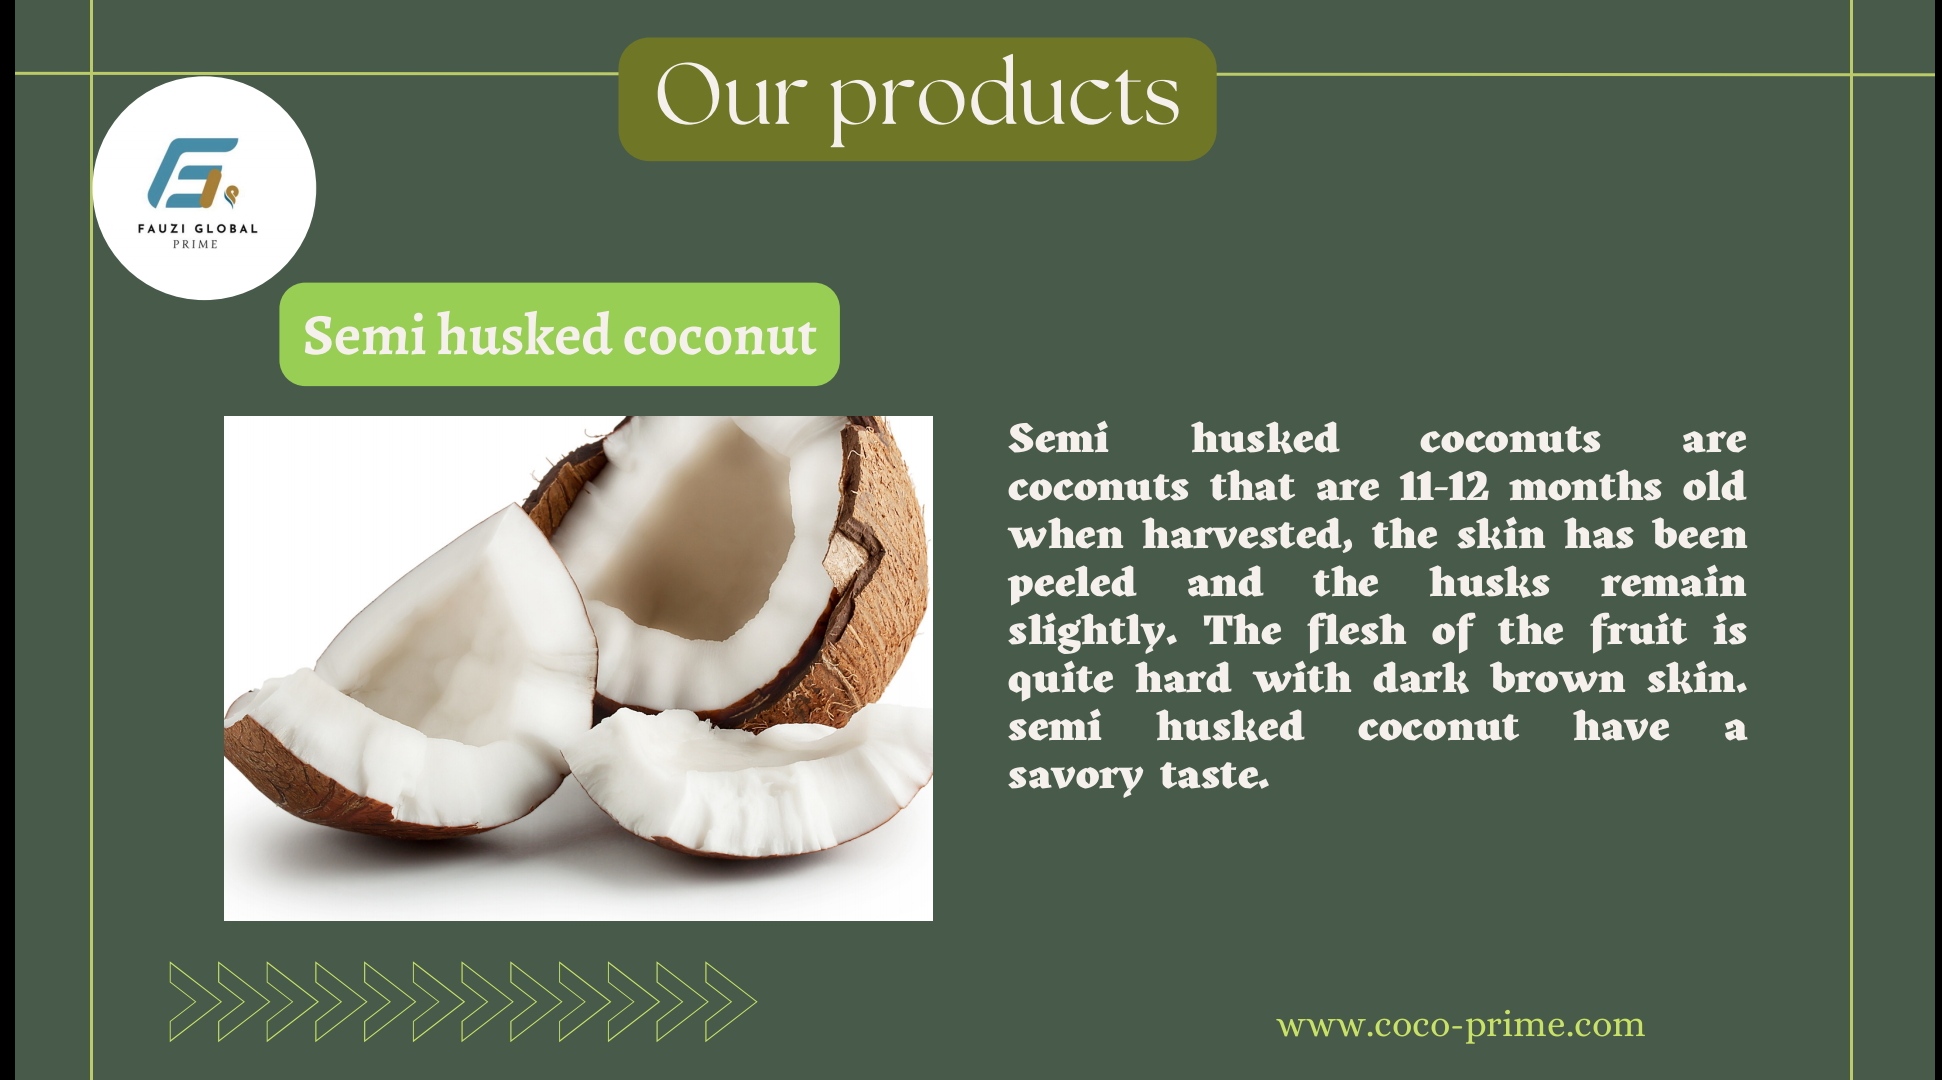 Our products
FAUZI GLOBAL
PRIME
Semi husked coconut
Semi husked coconuts are
coconuts that are 11-12 months old
when harvested, the skin has been
peeled and the husks remain
slightly. The flesh of the fruit is
quite hard with dark brown skin.
semi husked coconut have a
savory taste.
www.coco-prime.com